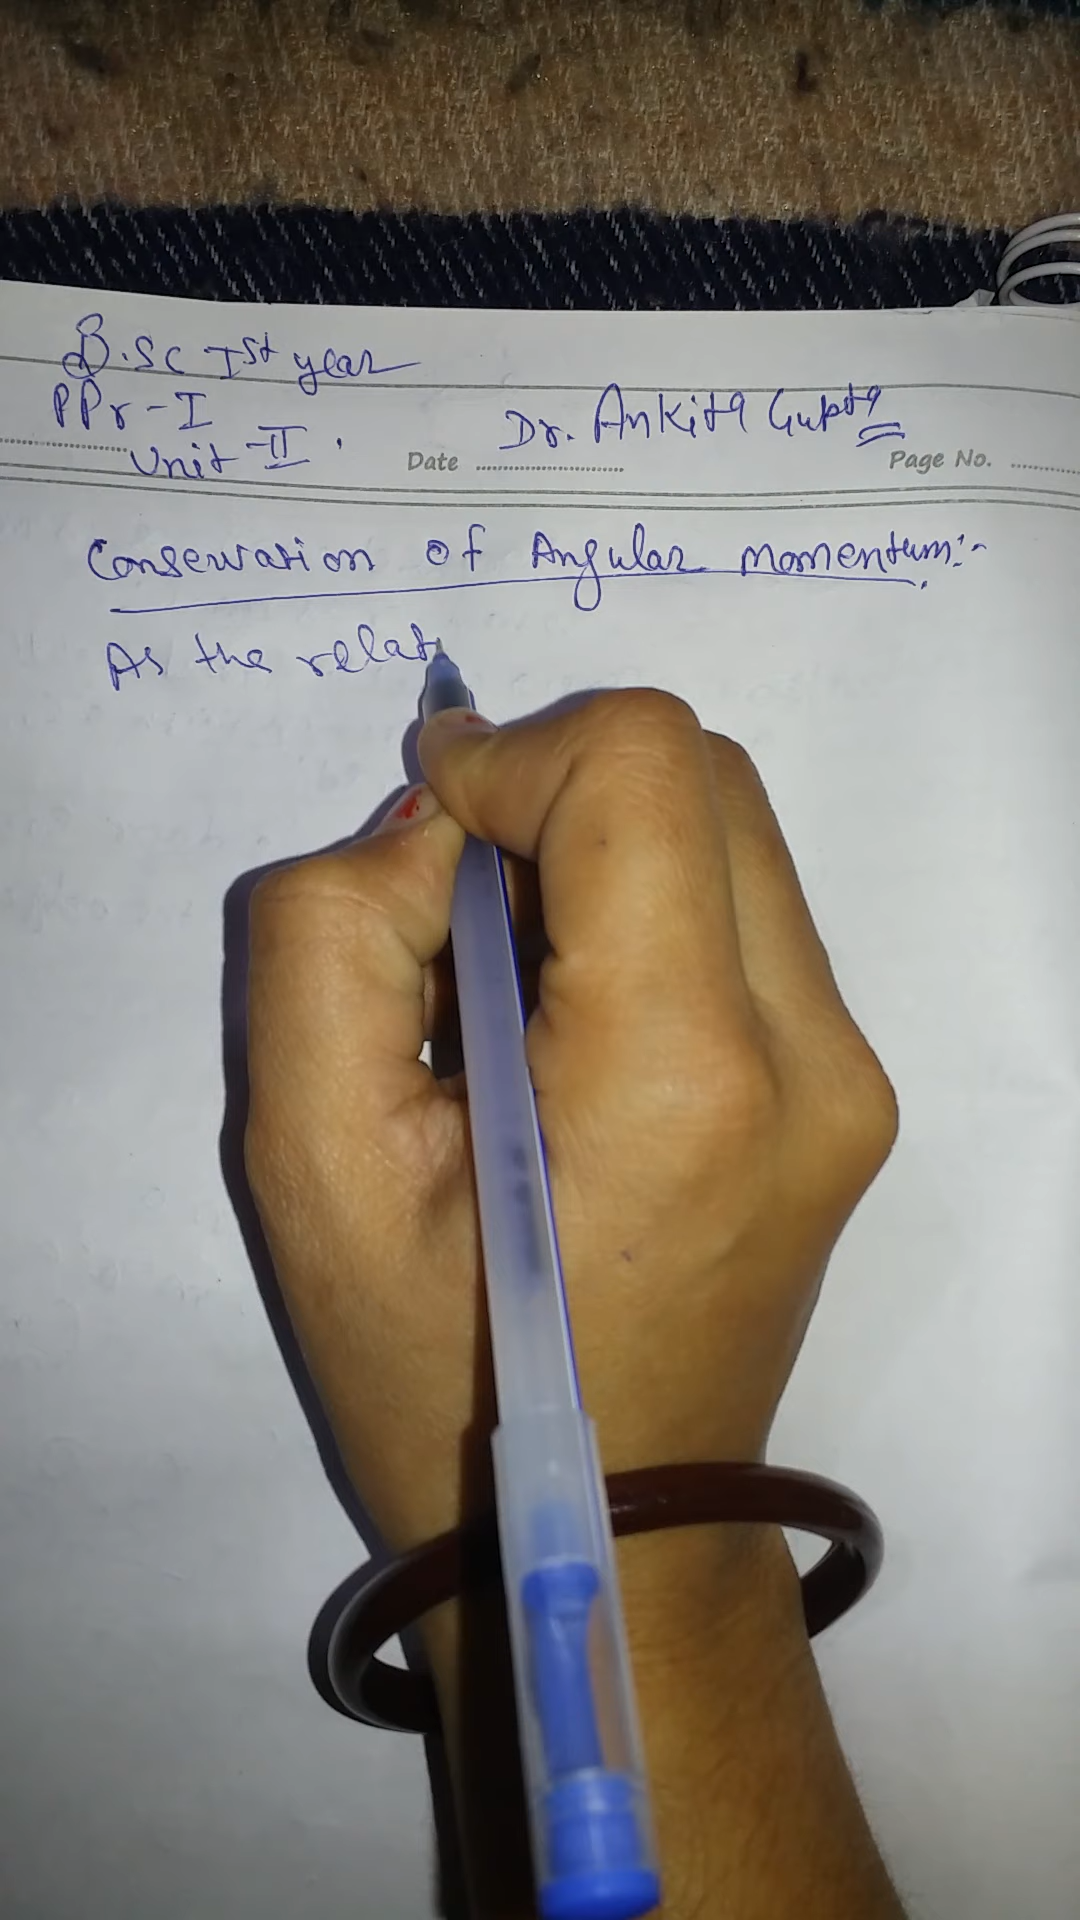 B.Sc Ist year
PPr-I
Unit-II.
Dr. Ankita Gupta
Date
Page No.
Conservation of Angular Momentum:-
As the relat